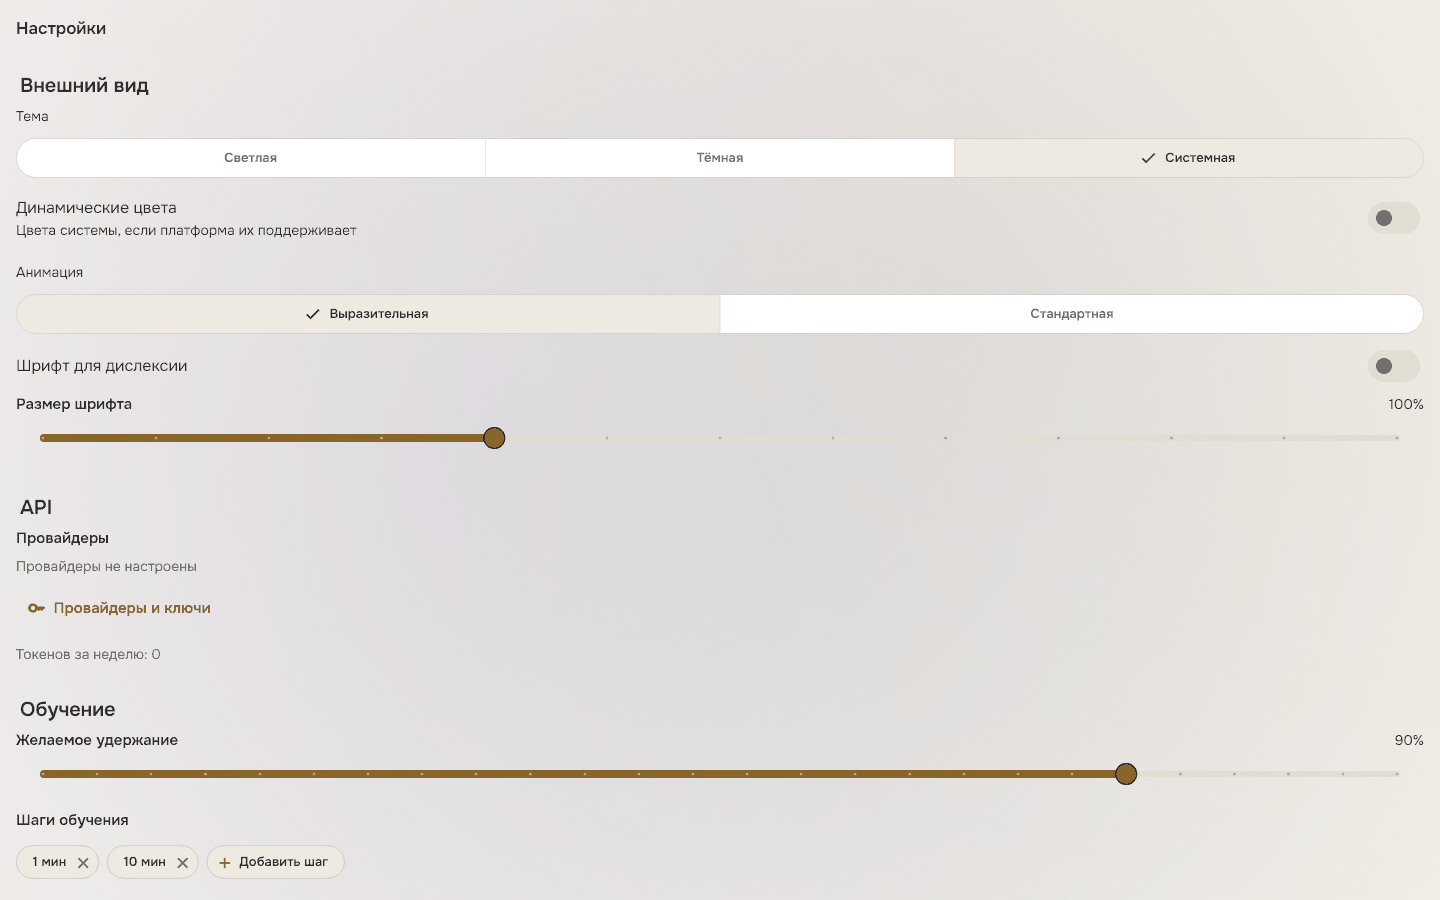 Настройки
Внешний вид
Тема
Светлая
Тёмная
Системная
Динамические цвета
Цвета системы, если платформа их поддерживает
Анимация
Выразительная
Стандартная
Шрифт для дислексии
Размер шрифта
100%
API
Провайдеры
Провайдеры не настроены
Провайдеры и ключи
Токенов за неделю: 0
Обучение
Желаемое удержание
90%
Шаги обучения
1 мин
10 мин
Добавить шаг